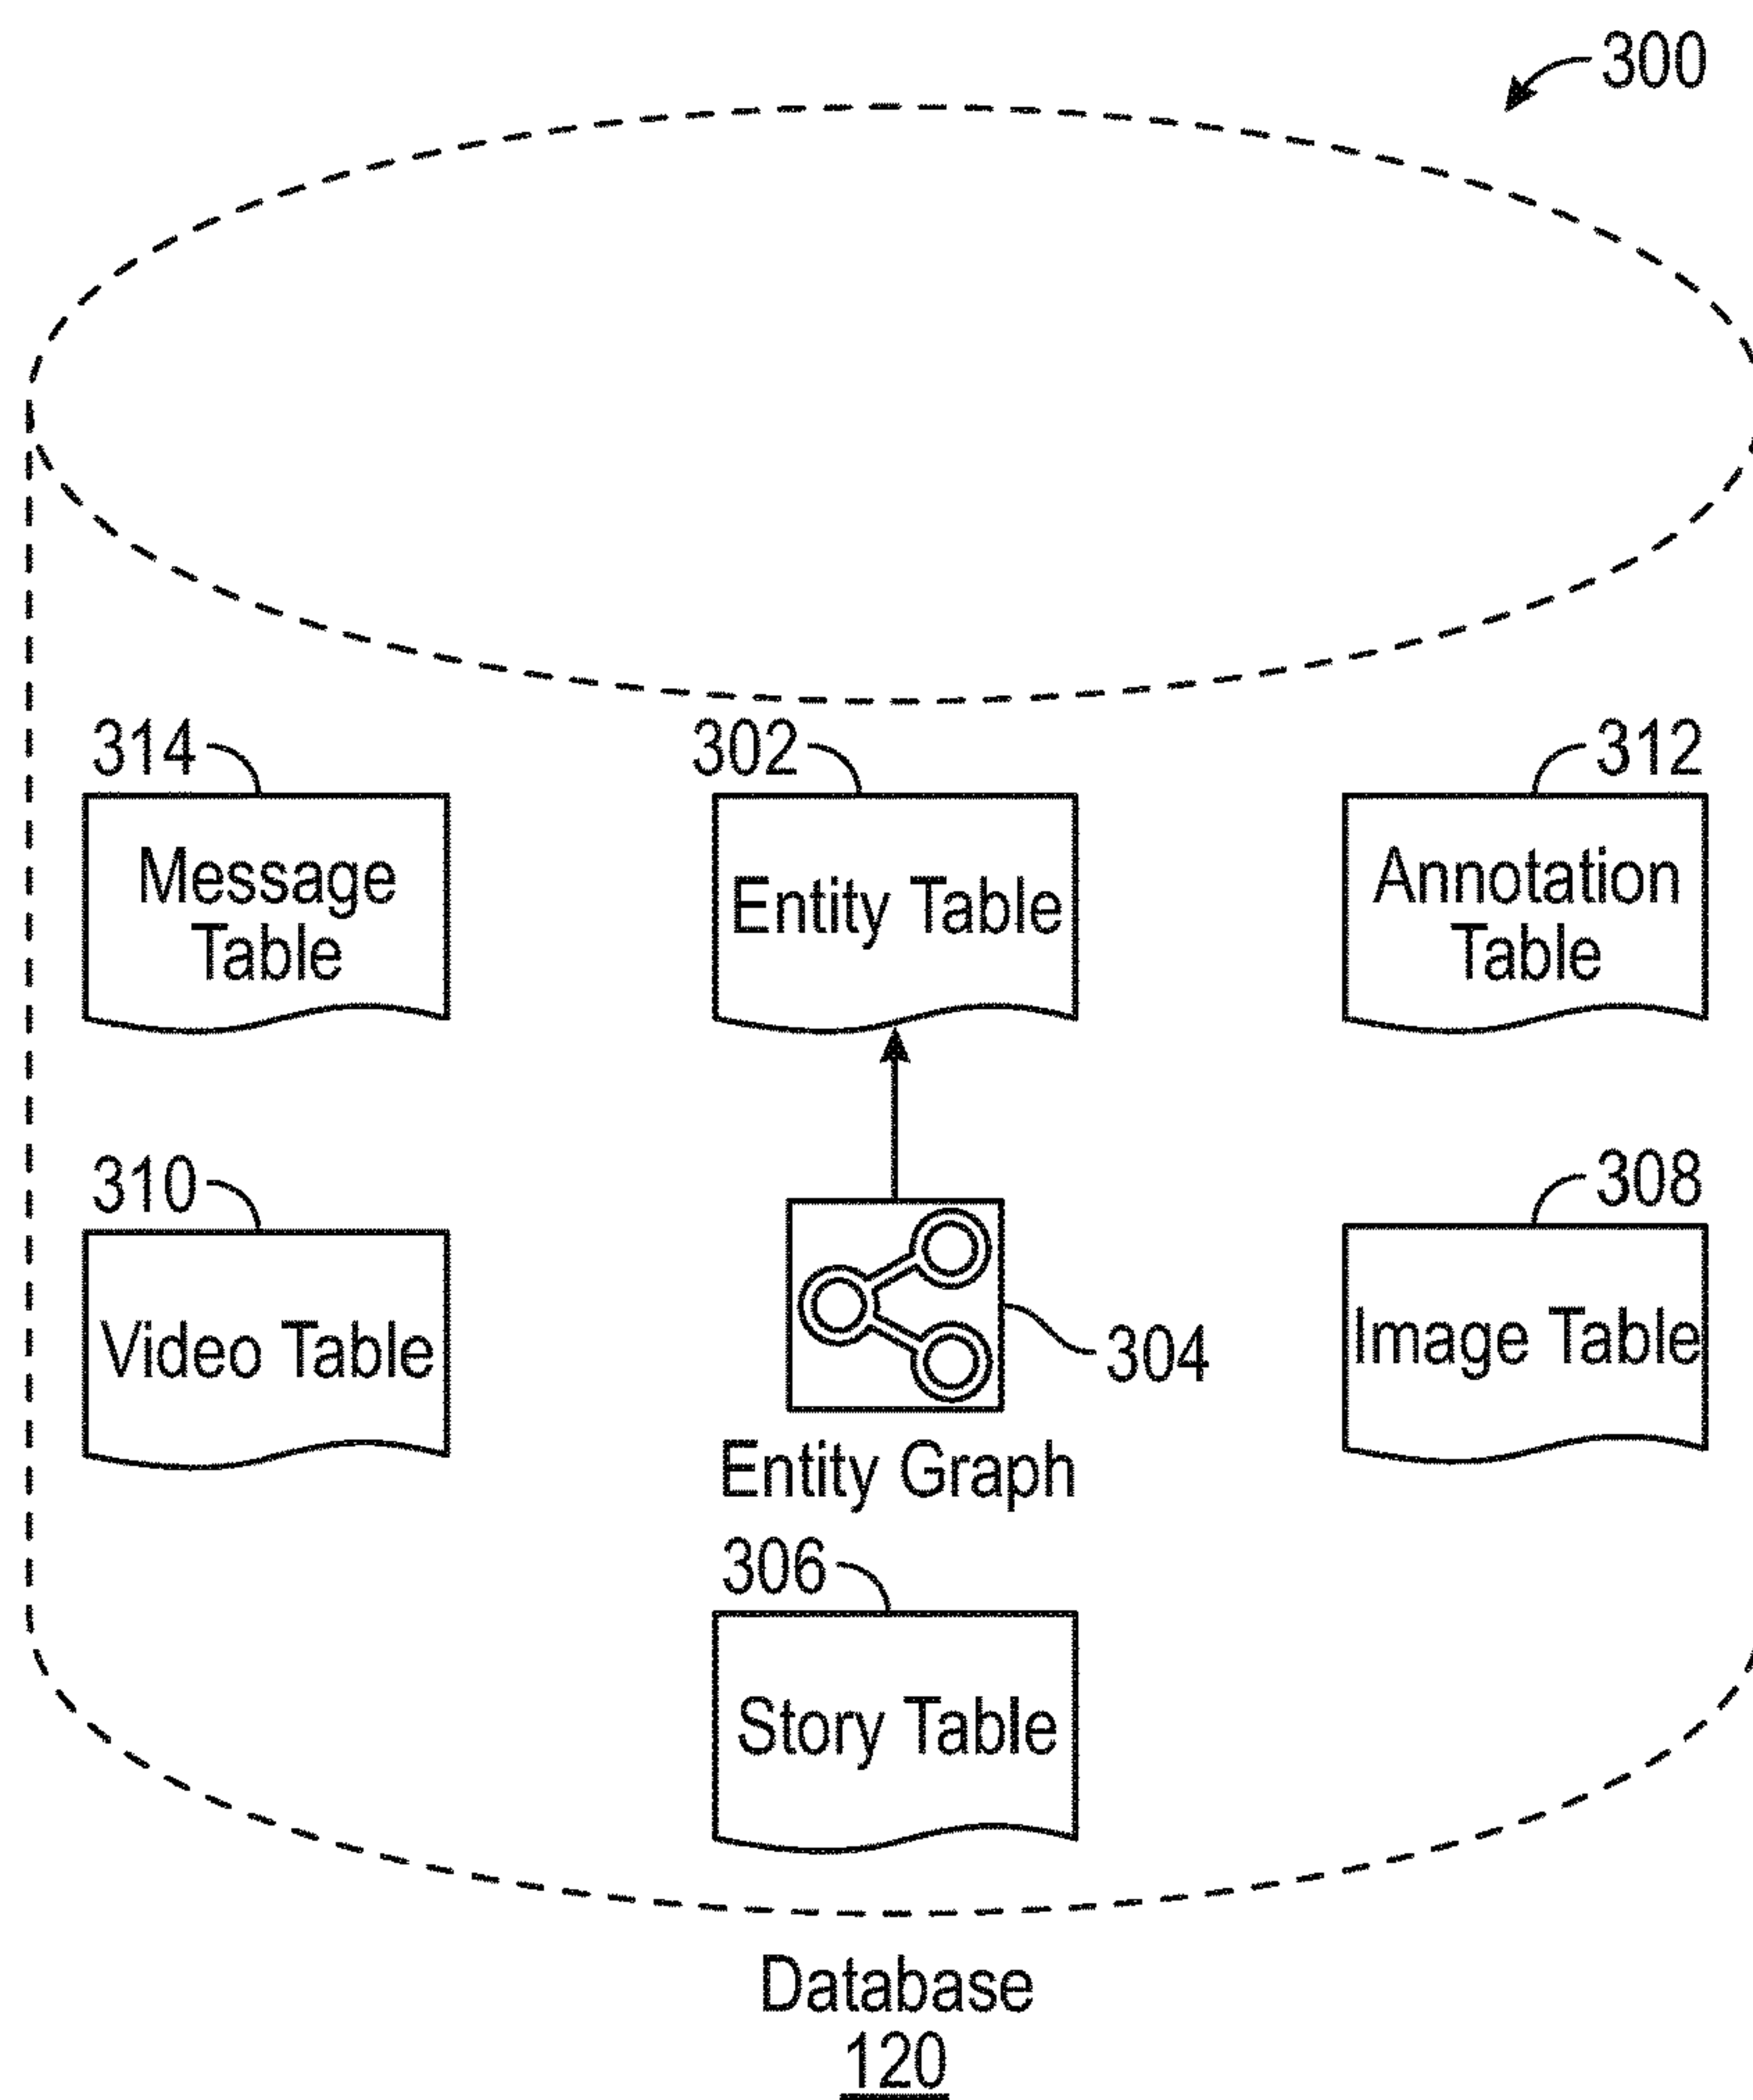 300
314
302
312
Message
Table
Entity Table
Annotation
Table
310
308
Video Table
304
Image Table
Entity Graph
306
Story Table
Database
120